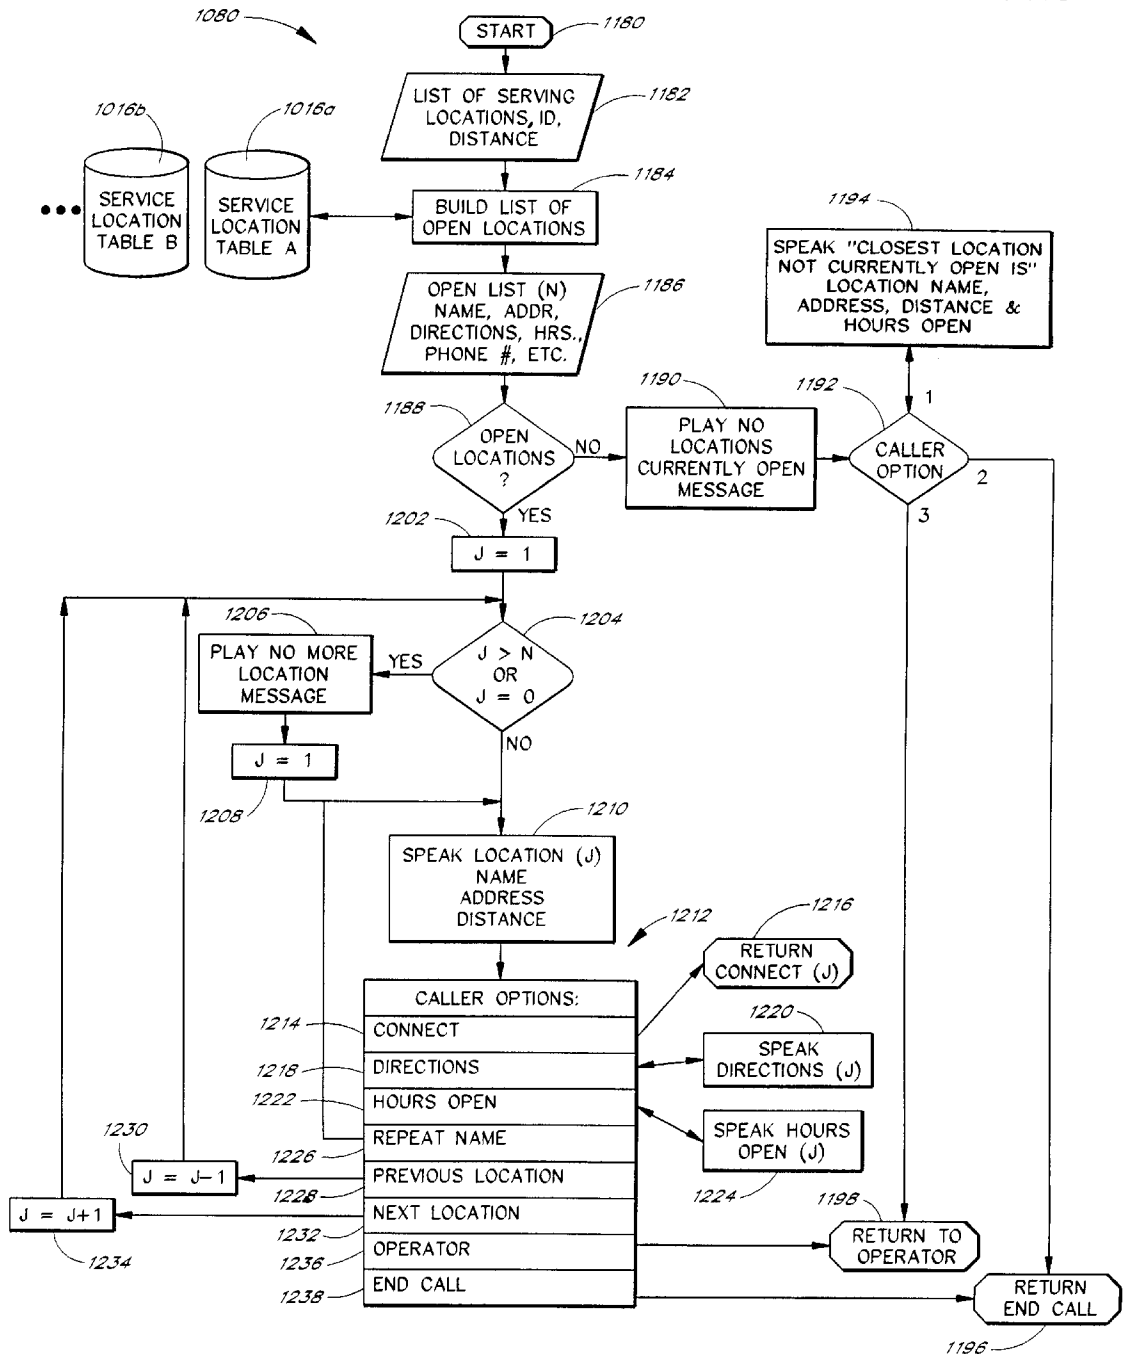 1080
START
1180
LIST OF SERVING
LOCATIONS, ID,
DISTANCE
1182
1016b
1016a
SERVICE
LOCATION
TABLE B
SERVICE
LOCATION
TABLE A
BUILD LIST OF
OPEN LOCATIONS
1184
OPEN LIST (N)
NAME, ADDR,
DIRECTIONS, HRS.,
PHONE #, ETC.
1186
1194
SPEAK "CLOSEST LOCATION
NOT CURRENTLY OPEN IS"
LOCATION NAME,
ADDRESS, DISTANCE &
HOURS OPEN
1188
OPEN
LOCATIONS
?
NO
YES
1190
PLAY NO
LOCATIONS
CURRENTLY OPEN
MESSAGE
1192
CALLER
OPTION
1
2
3
1202
J = 1
1204
J > N
OR
J = 0
YES
NO
1206
PLAY NO MORE
LOCATION
MESSAGE
J = 1
1208
1210
SPEAK LOCATION (J)
NAME
ADDRESS
DISTANCE
1212
1216
RETURN
CONNECT (J)
CALLER OPTIONS:
1214
CONNECT
1218
DIRECTIONS
1220
SPEAK
DIRECTIONS (J)
1222
HOURS OPEN
SPEAK HOURS
OPEN (J)
1224
REPEAT NAME
1226
1230
J = J-1
PREVIOUS LOCATION
1228
J = J+1
1234
NEXT LOCATION
1232
OPERATOR
1236
1198
RETURN TO
OPERATOR
END CALL
1238
RETURN
END CALL
1196